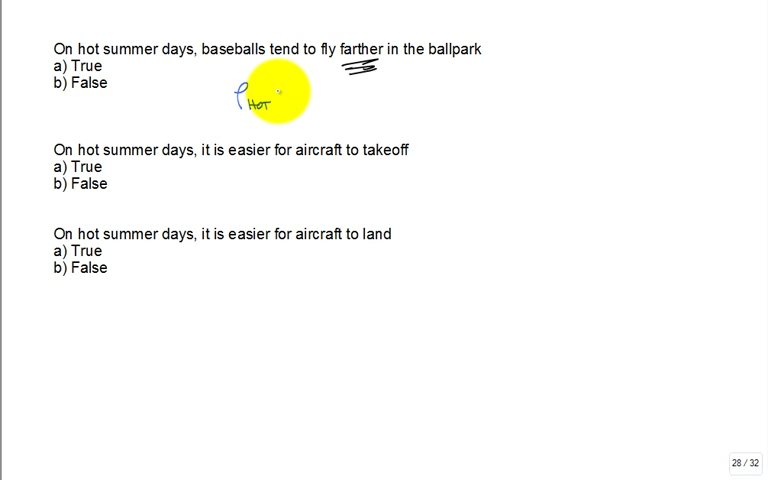 On hot summer days, baseballs tend to fly farther in the ballpark
a) True
b) False
ρ HOT
On hot summer days, it is easier for aircraft to takeoff
a) True
b) False
On hot summer days, it is easier for aircraft to land
a) True
b) False
28 / 32